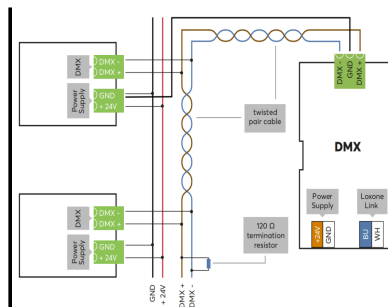 DMX
DMX -
DMX +
Power
Supply
GND
+ 24V
DMX -
GND
DMX +
twisted
pair cable
DMX
Power
Supply
Loxone
Link
+24V
GND
BU
WH
DMX
DMX -
DMX +
Power
Supply
GND
+ 24V
120 Ω
termination
resistor
GND
+ 24V
DMX +
DMX -